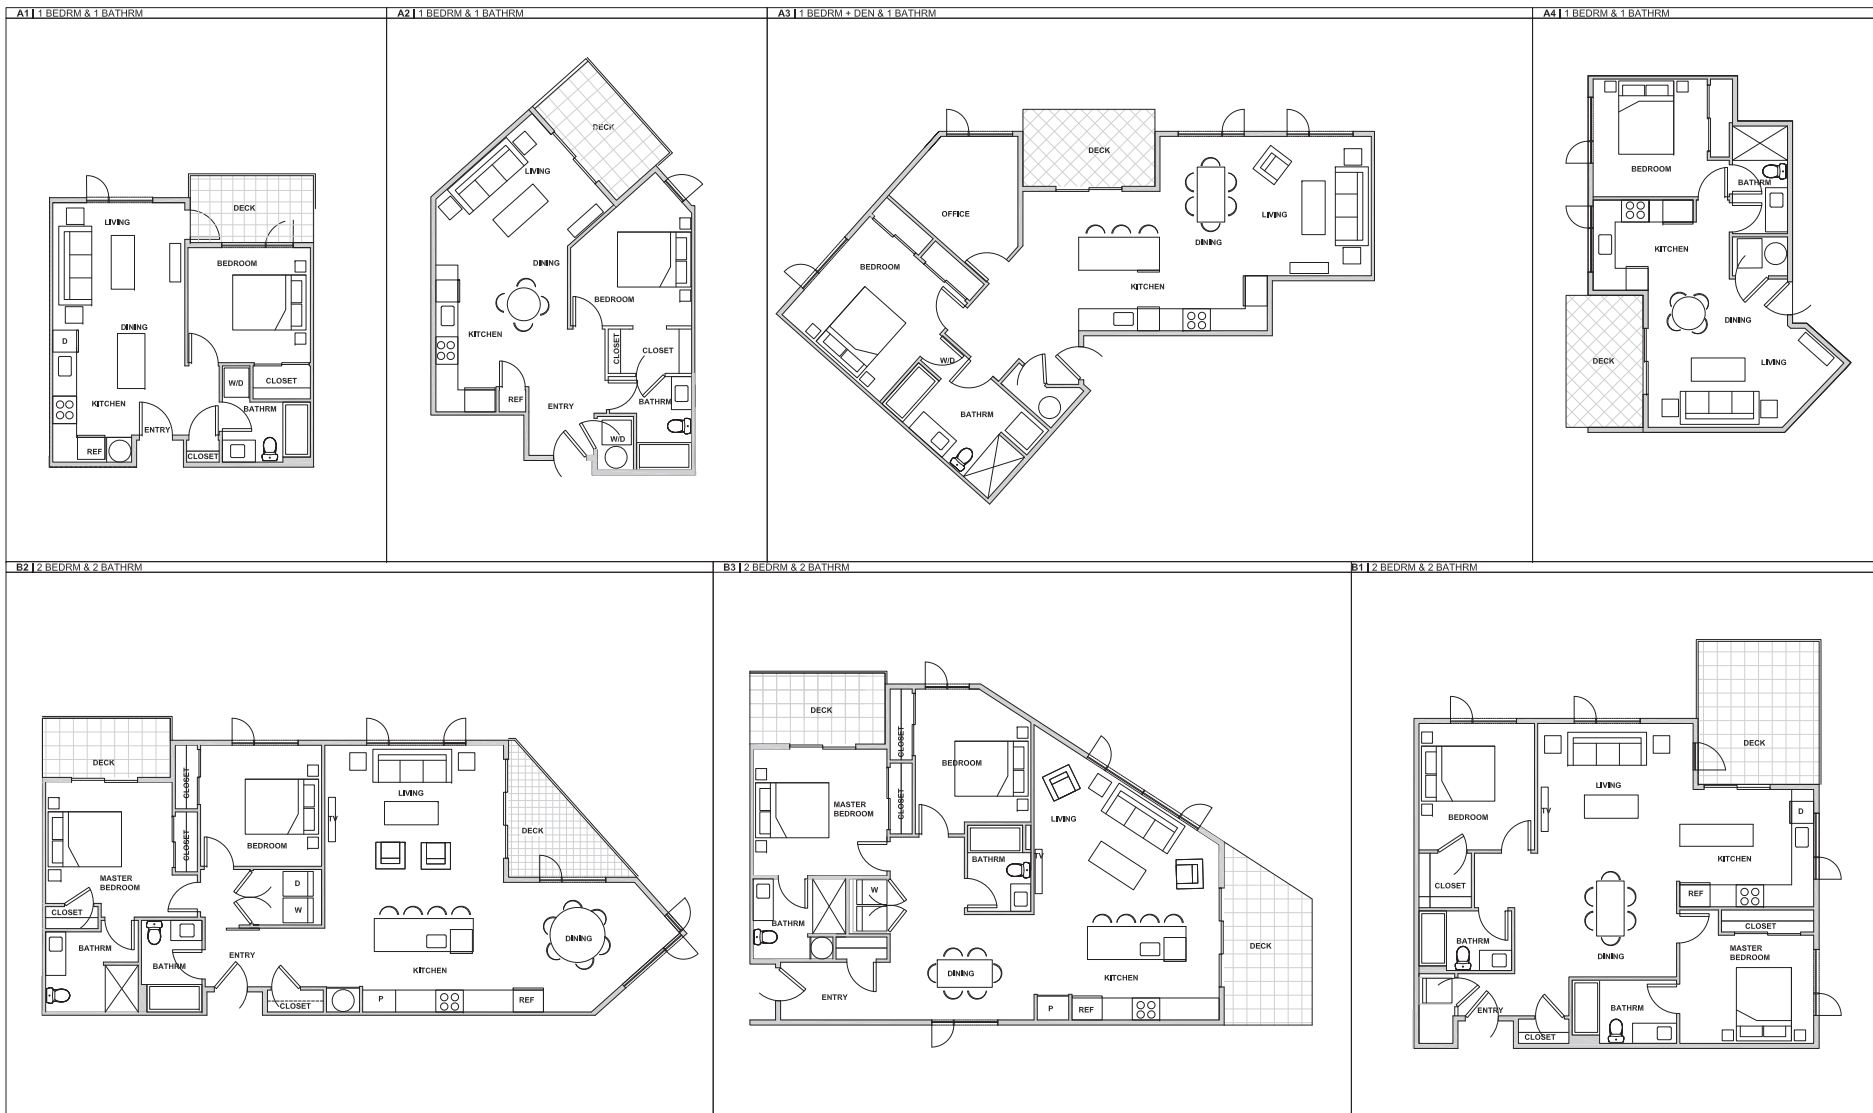 A1 | 1 BEDRM & 1 BATHRM
DECK
LIVING
BEDROOM
DINING
D
W/D
CLOSET
KITCHEN
BATHRM
ENTRY
REF
CLOSET
A2 | 1 BEDRM & 1 BATHRM
DECK
LIVING
DINING
BEDROOM
KITCHEN
CLOSET
CLOSET
REF
ENTRY
BATHRM
W/D
A3 | 1 BEDRM + DEN & 1 BATHRM
DECK
OFFICE
LIVING
DINING
BEDROOM
KITCHEN
W/D
BATHRM
A4 | 1 BEDRM & 1 BATHRM
BEDROOM
BATHRM
KITCHEN
DINING
DECK
LIVING
B2 | 2 BEDRM & 2 BATHRM
DECK
CLOSET
LIVING
TV
DECK
CLOSET
BEDROOM
MASTER
BEDROOM
D
W
CLOSET
DINING
BATHRM
ENTRY
BATHRM
KITCHEN
CLOSET
P
REF
B3 | 2 BEDRM & 2 BATHRM
DECK
CLOSET
BEDROOM
MASTER
BEDROOM
CLOSET
LIVING
BATHRM
TV
W
BATHRM
DECK
DINING
KITCHEN
ENTRY
P
REF
B1 | 2 BEDRM & 2 BATHRM
DECK
LIVING
TV
D
BEDROOM
KITCHEN
CLOSET
REF
CLOSET
BATHRM
DINING
MASTER
BEDROOM
ENTRY
BATHRM
CLOSET